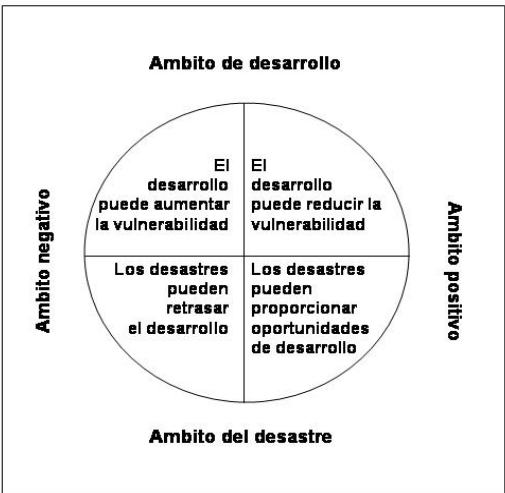 Ambito de desarrollo
Ambito negativo
El
desarrollo
puede aumentar
la vulnerabilidad
El
desarrollo
puede reducir la
vulnerabilidad
Ambito positivo
Los desastres
pueden
retrasar
el desarrollo
Los desastres
pueden
proporcionar
oportunidades
de desarrollo
Ambito del desastre